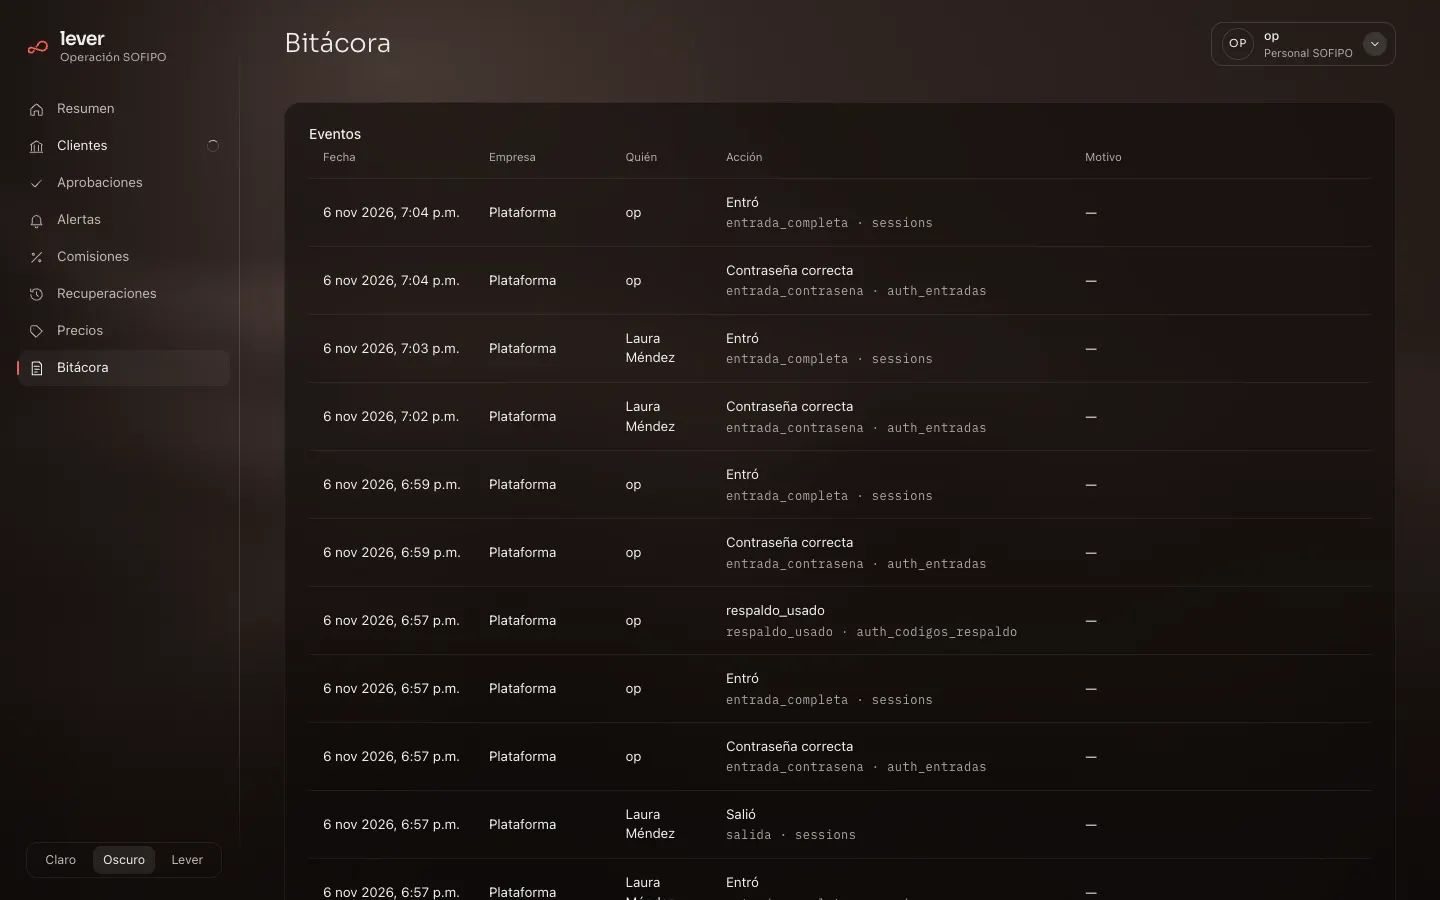 lever
Operación SOFIPO
Resumen
Clientes
Aprobaciones
Alertas
Comisiones
Recuperaciones
Precios
Bitácora
Claro Oscuro Lever
Bitácora
OP
op
Personal SOFIPO
Eventos
Fecha Empresa Quién Acción Motivo
6 nov 2026, 7:04 p.m. Plataforma op Entró —
entrada_completa · sessions
6 nov 2026, 7:04 p.m. Plataforma op Contraseña correcta —
entrada_contrasena · auth_entradas
6 nov 2026, 7:03 p.m. Plataforma Laura Méndez Entró —
entrada_completa · sessions
6 nov 2026, 7:02 p.m. Plataforma Laura Méndez Contraseña correcta —
entrada_contrasena · auth_entradas
6 nov 2026, 6:59 p.m. Plataforma op Entró —
entrada_completa · sessions
6 nov 2026, 6:59 p.m. Plataforma op Contraseña correcta —
entrada_contrasena · auth_entradas
6 nov 2026, 6:57 p.m. Plataforma op respaldo_usado —
respaldo_usado · auth_codigos_respaldo
6 nov 2026, 6:57 p.m. Plataforma op Entró —
entrada_completa · sessions
6 nov 2026, 6:57 p.m. Plataforma op Contraseña correcta —
entrada_contrasena · auth_entradas
6 nov 2026, 6:57 p.m. Plataforma Laura Méndez Salió —
salida · sessions
6 nov 2026, 6:57 p.m. Plataforma Laura Entró —